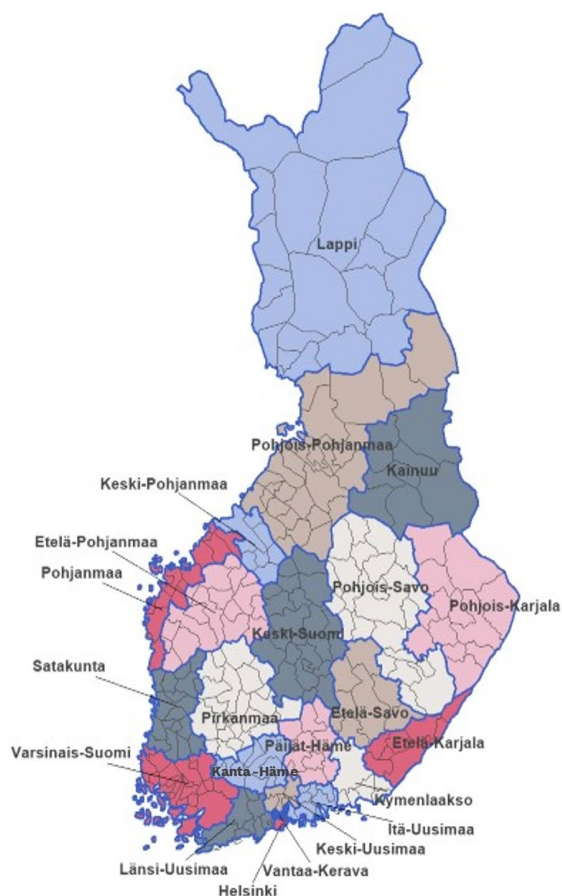 Lappi
Pohjois-Pohjanmaa
Kainuu
Keski-Pohjanmaa
Etelä-Pohjanmaa
Pohjanmaa
Pohjois-Savo
Pohjois-Karjala
Keski-Suomi
Satakunta
Pirkanmaa
Etelä-Savo
Etelä-Karjala
Varsinais-Suomi
Päijät-Häme
Kanta-Häme
Kymenlaakso
Itä-Uusimaa
Keski-Uusimaa
Länsi-Uusimaa
Vantaa-Kerava
Helsinki